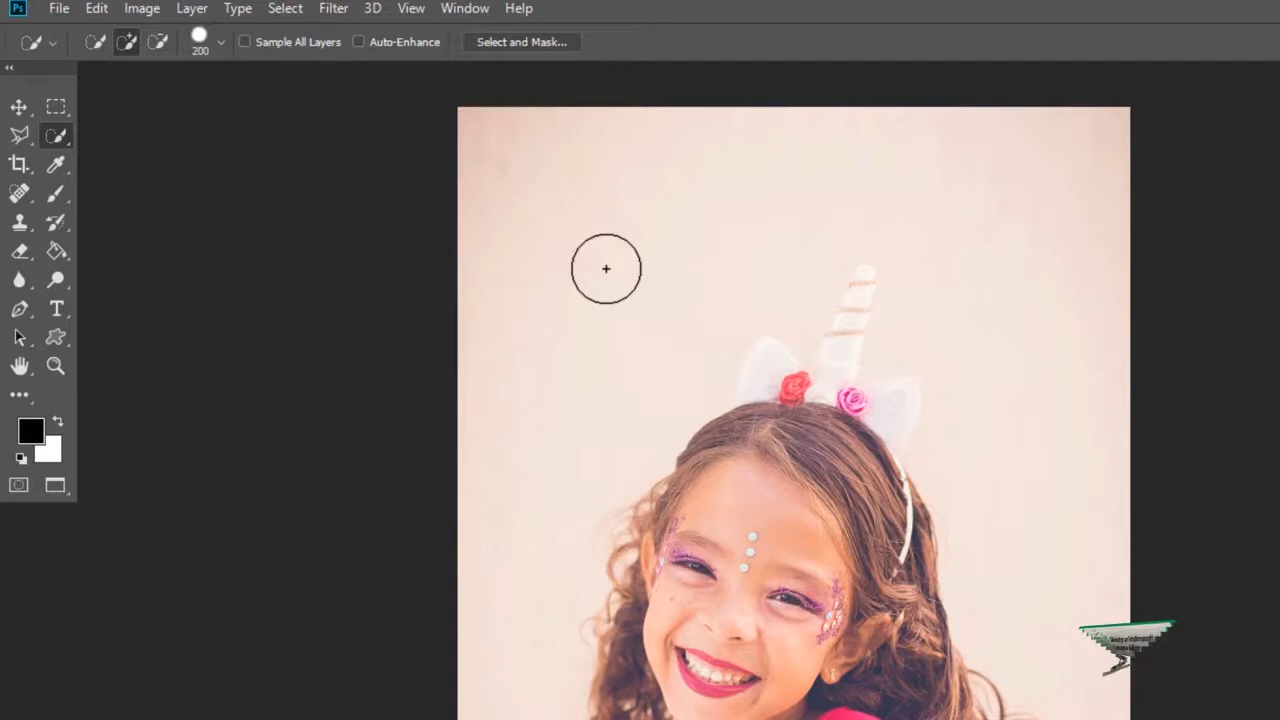 Ps File Edit Image Layer Type Select Filter 3D View Window Help
200 Sample All Layers Auto-Enhance Select and Mask...
T